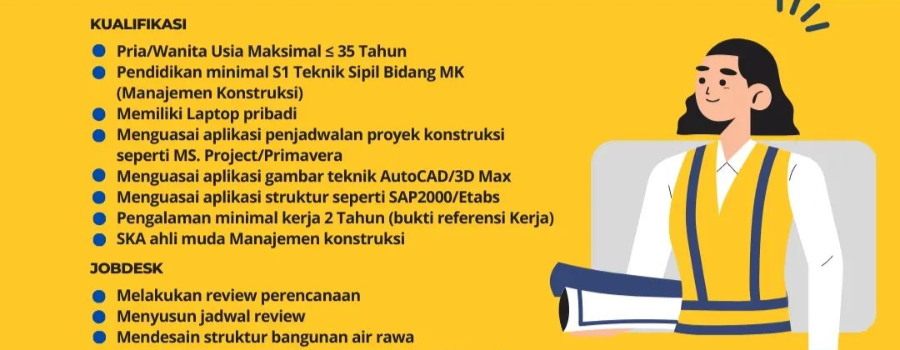 KUALIFIKASI
Pria/Wanita Usia Maksimal ≤ 35 Tahun
Pendidikan minimal S1 Teknik Sipil Bidang MK
(Manajemen Konstruksi)
Memiliki Laptop pribadi
Menguasai aplikasi penjadwalan proyek konstruksi
seperti MS. Project/Primavera
Menguasai aplikasi gambar teknik AutoCAD/3D Max
Menguasai aplikasi struktur seperti SAP2000/Etabs
Pengalaman minimal kerja 2 Tahun (bukti referensi Kerja)
SKA ahli muda Manajemen konstruksi
JOBDESK
Melakukan review perencanaan
Menyusun jadwal review
Mendesain struktur bangunan air rawa